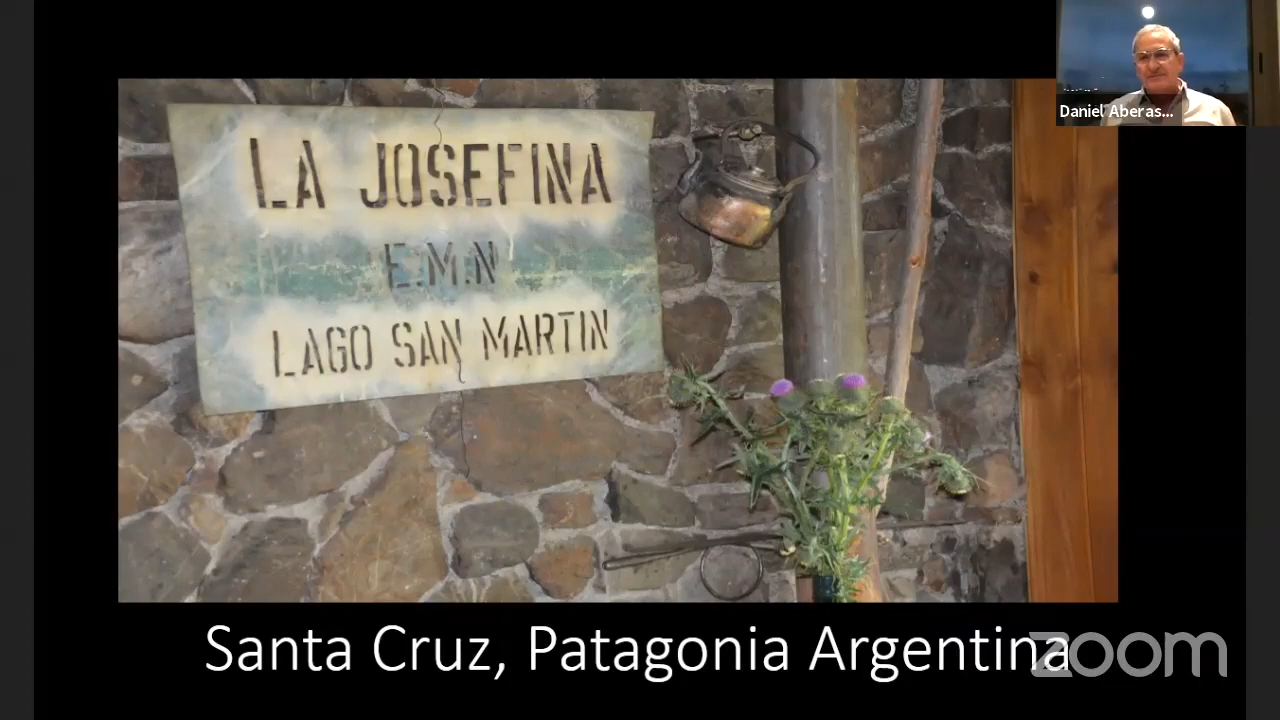 Daniel Aberas...
LA JOSEFINA
E.M.N
LAGO SAN MARTIN
Santa Cruz, Patagonia Argentina
zoom